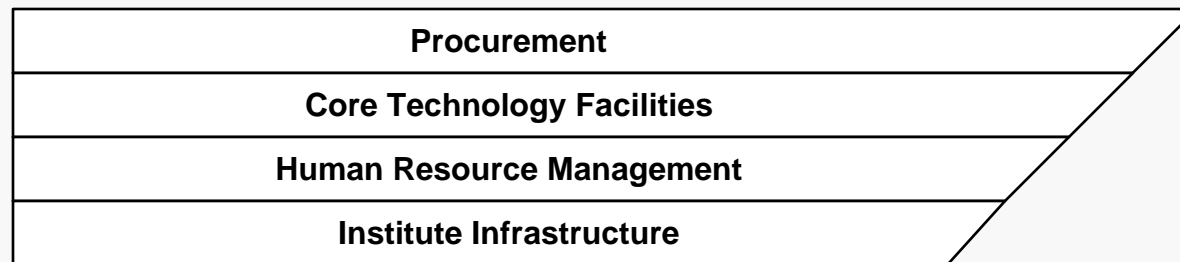 Procurement
Core Technology Facilities
Human Resource Management
Institute Infrastructure